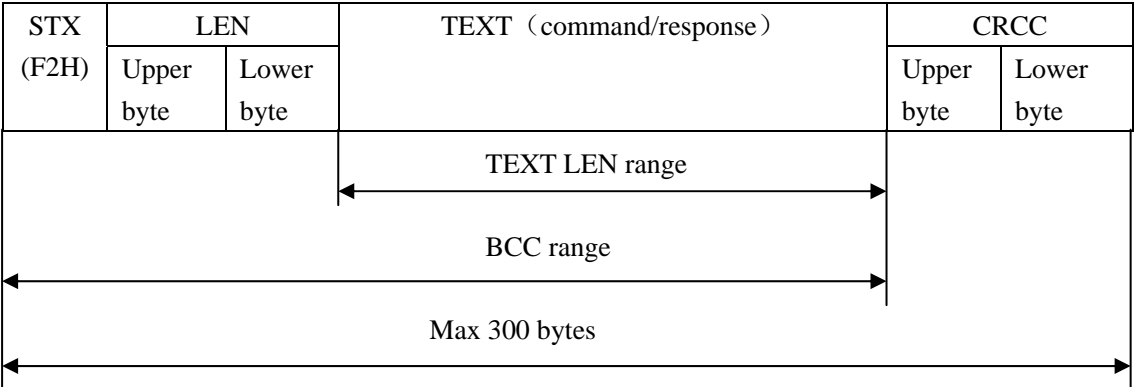 STX
(F2H)
LEN
Upper
byte
Lower
byte
TEXT（command/response）
CRCC
Upper
byte
Lower
byte
TEXT LEN range
BCC range
Max 300 bytes